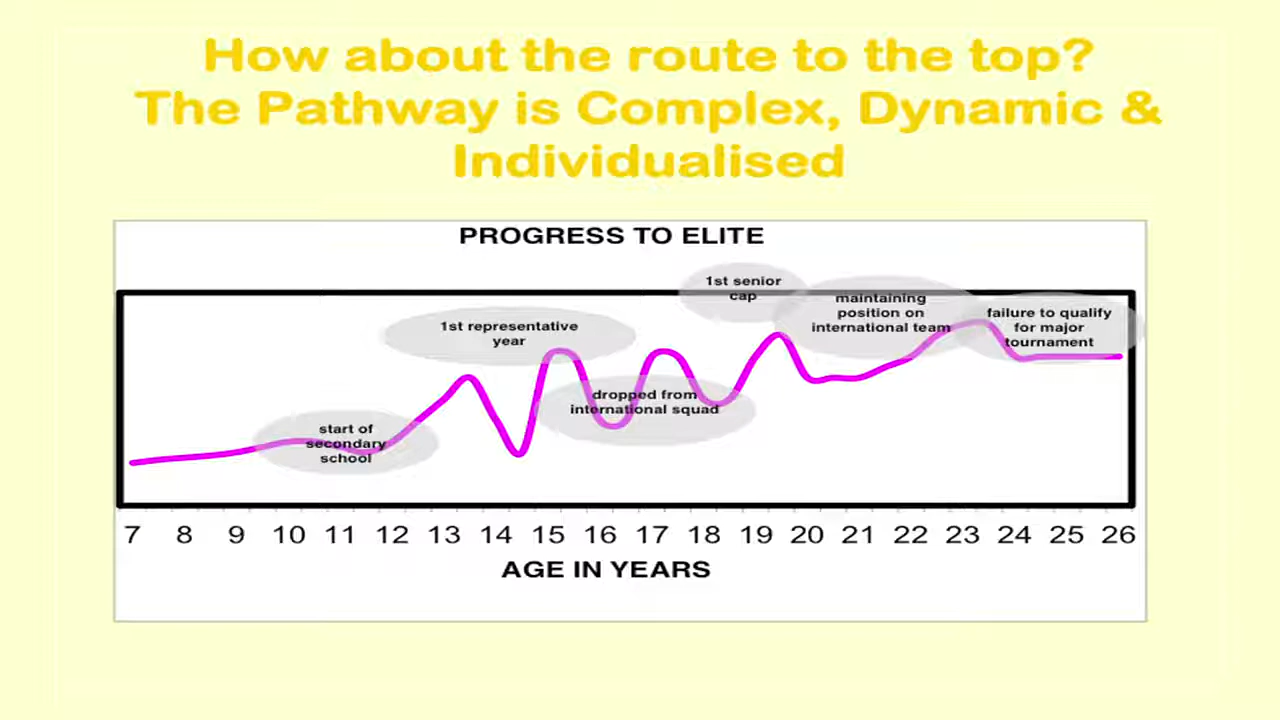 How about the route to the top?
The Pathway is Complex, Dynamic &
Individualised
PROGRESS TO ELITE
1st senior
cap
maintaining
position on
international team
failure to qualify
for major
tournament
1st representative
year
dropped from
international squad
start of
secondary
school
7 8 9 10 11 12 13 14 15 16 17 18 19 20 21 22 23 24 25 26
AGE IN YEARS